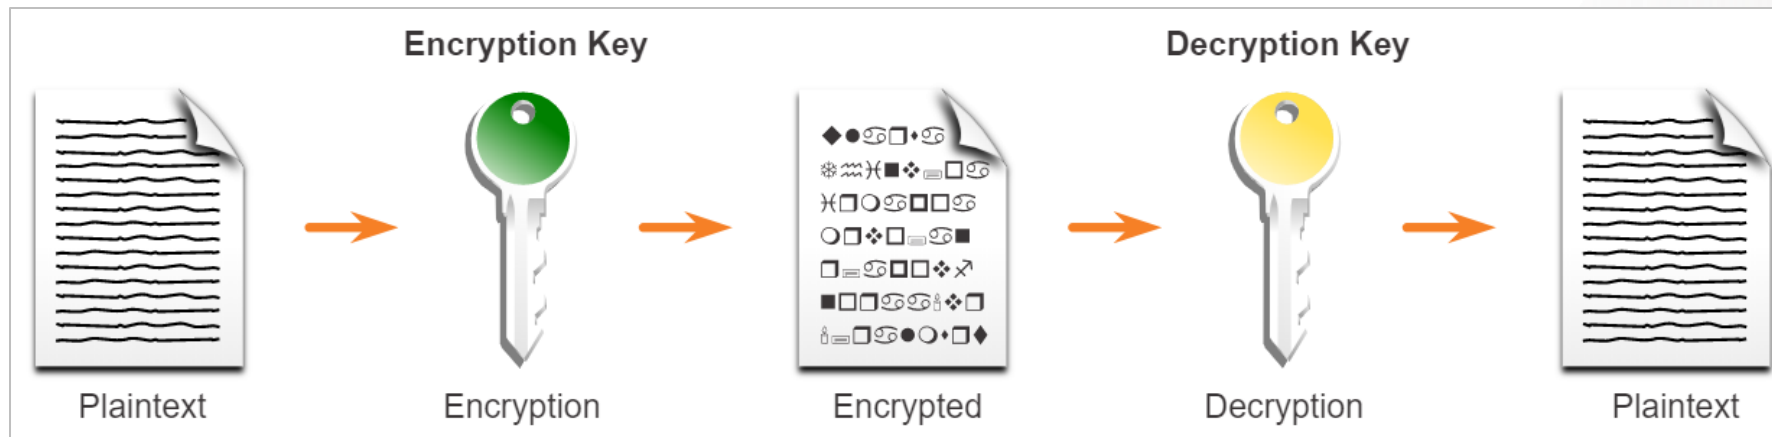 Encryption Key
Decryption Key
Plaintext
Encryption
Encrypted
Decryption
Plaintext